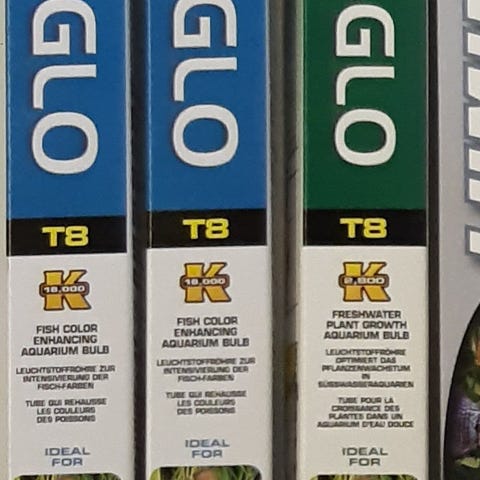 GLO
T8
K
18,000
FISH COLOR
ENHANCING
AQUARIUM BULB
LEUCHTSTOFFRÖHRE ZUR
INTENSIVIERUNG DER
FISCH-FARBEN
TUBE QUI REHAUSSE
LES COULEURS
DES POISSONS
IDEAL
FOR
GLO
T8
K
18,000
FISH COLOR
ENHANCING
AQUARIUM BULB
LEUCHTSTOFFRÖHRE ZUR
INTENSIVIERUNG DER
FISCH-FARBEN
TUBE QUI REHAUSSE
LES COULEURS
DES POISSONS
IDEAL
FOR
GLO
T8
K
2,800
FRESHWATER
PLANT GROWTH
AQUARIUM BULB
LEUCHTSTOFFRÖHRE
OPTIMIERT DAS
PFLANZENWACHSTUM
IN
SÜSSWASSERAQUARIEN
TUBE POUR LA
CROISSANCE DES
PLANTES DANS UN
AQUARIUM D'EAU DOUCE
IDEAL
FOR